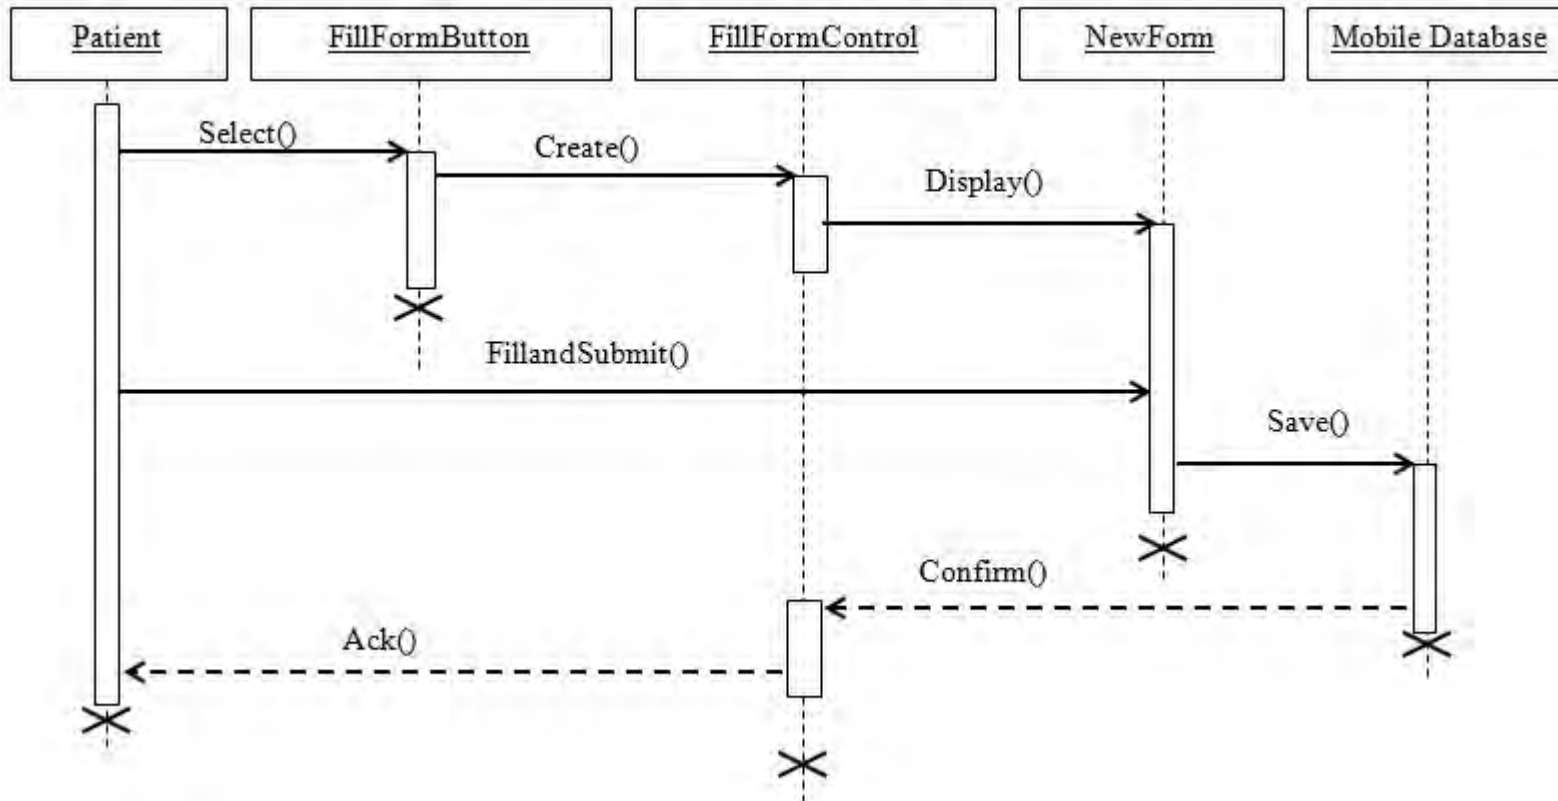 Patient
FillFormButton
FillFormControl
NewForm
Mobile Database
Select()
Create()
Display()
FillandSubmit()
Save()
Confirm()
Ack()